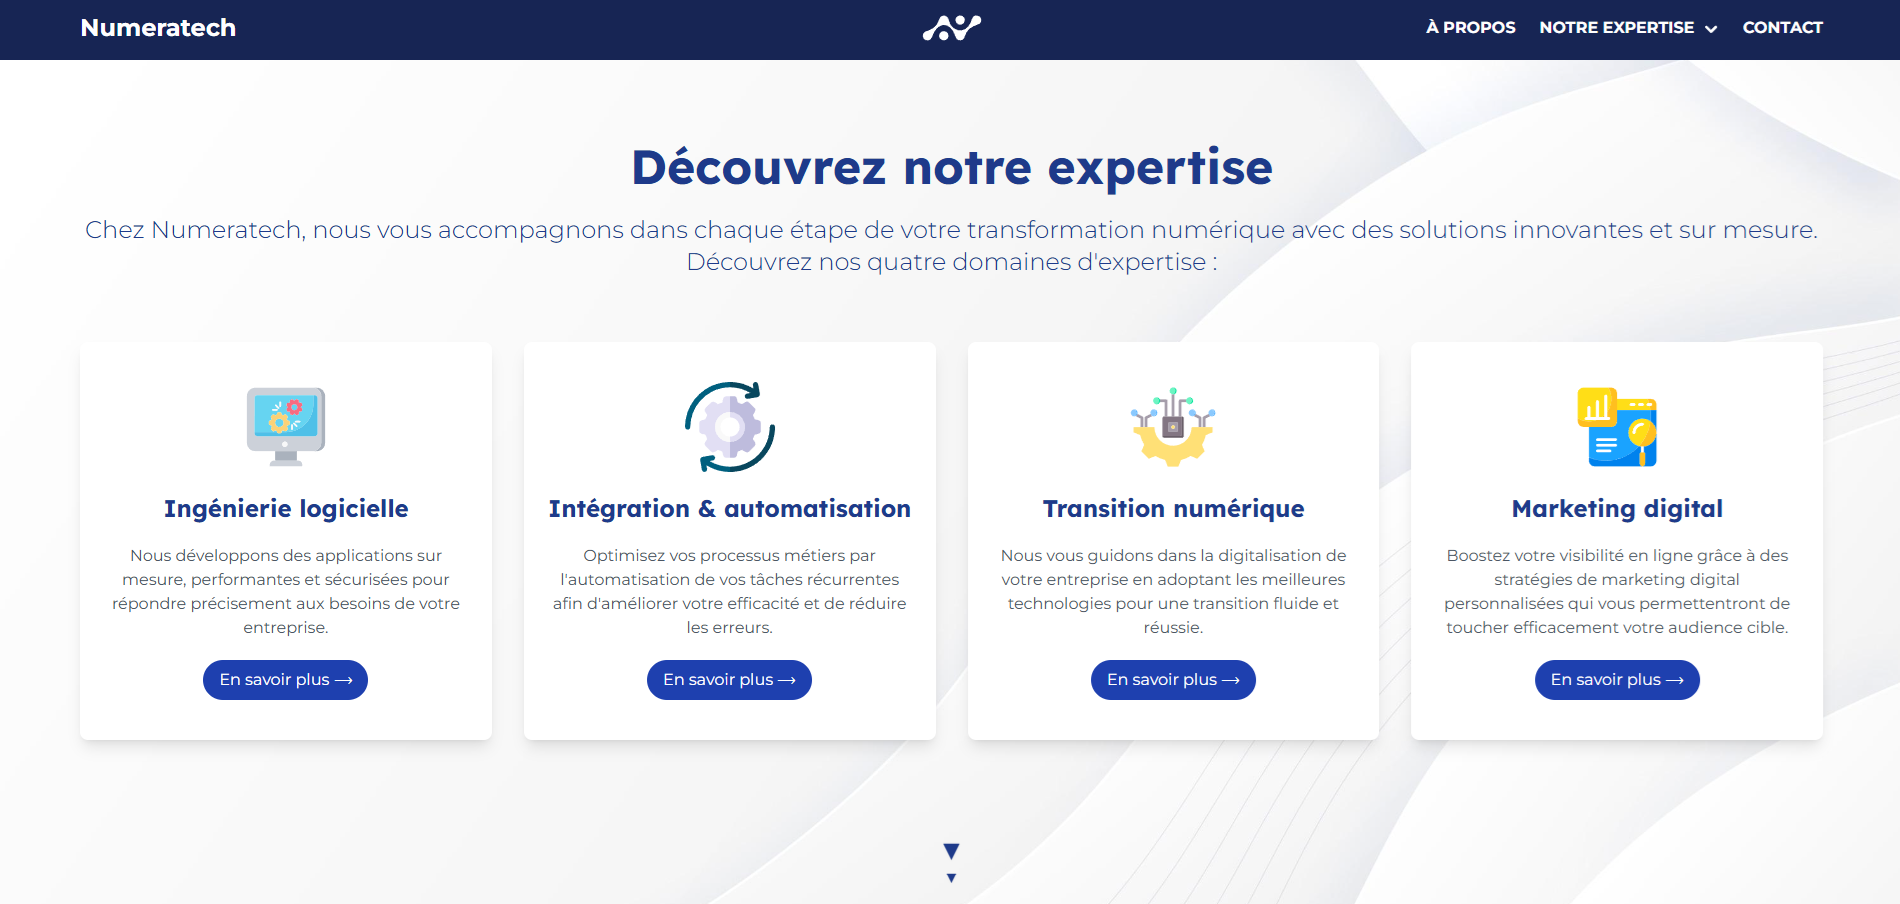 Numeratech
À PROPOS
NOTRE EXPERTISE
CONTACT
Découvrez notre expertise
Chez Numeratech, nous vous accompagnons dans chaque étape de votre transformation numérique avec des solutions innovantes et sur mesure.
Découvrez nos quatre domaines d'expertise :
Ingénierie logicielle
Nous développons des applications sur
mesure, performantes et sécurisées pour
répondre précisement aux besoins de votre
entreprise.
En savoir plus →
Intégration & automatisation
Optimisez vos processus métiers par
l'automatisation de vos tâches récurrentes
afin d'améliorer votre efficacité et de réduire
les erreurs.
En savoir plus →
Transition numérique
Nous vous guidons dans la digitalisation de
votre entreprise en adoptant les meilleures
technologies pour une transition fluide et
réussie.
En savoir plus →
Marketing digital
Boostez votre visibilité en ligne grâce à des
stratégies de marketing digital
personnalisées qui vous permettentront de
toucher efficacement votre audience cible.
En savoir plus →